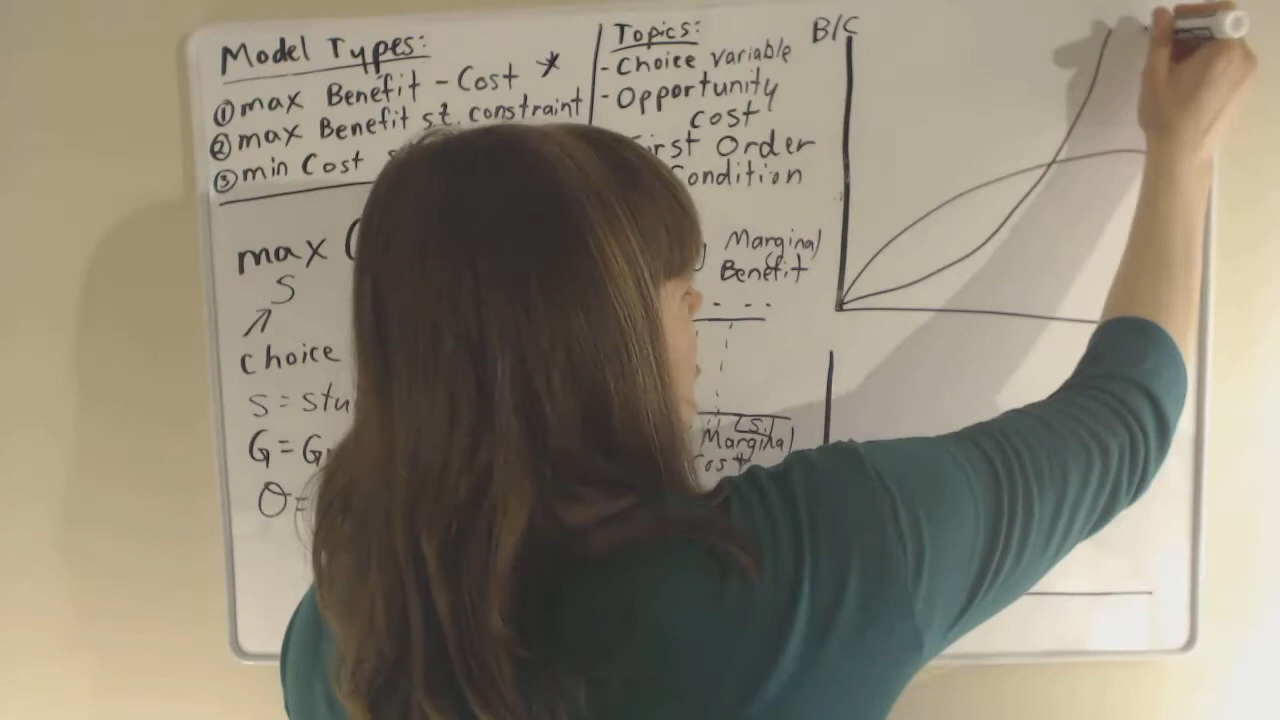 Model Types:
① max Benefit - Cost *
② max Benefit s.t. constraint
③ min Cost
Topics:
- Choice variable
- Opportunity
cost
irst Order
Condition
max (
S
choice
S = stu
G = G
O =
Marginal
Benefit
S.
Marginal
Cost
B/C